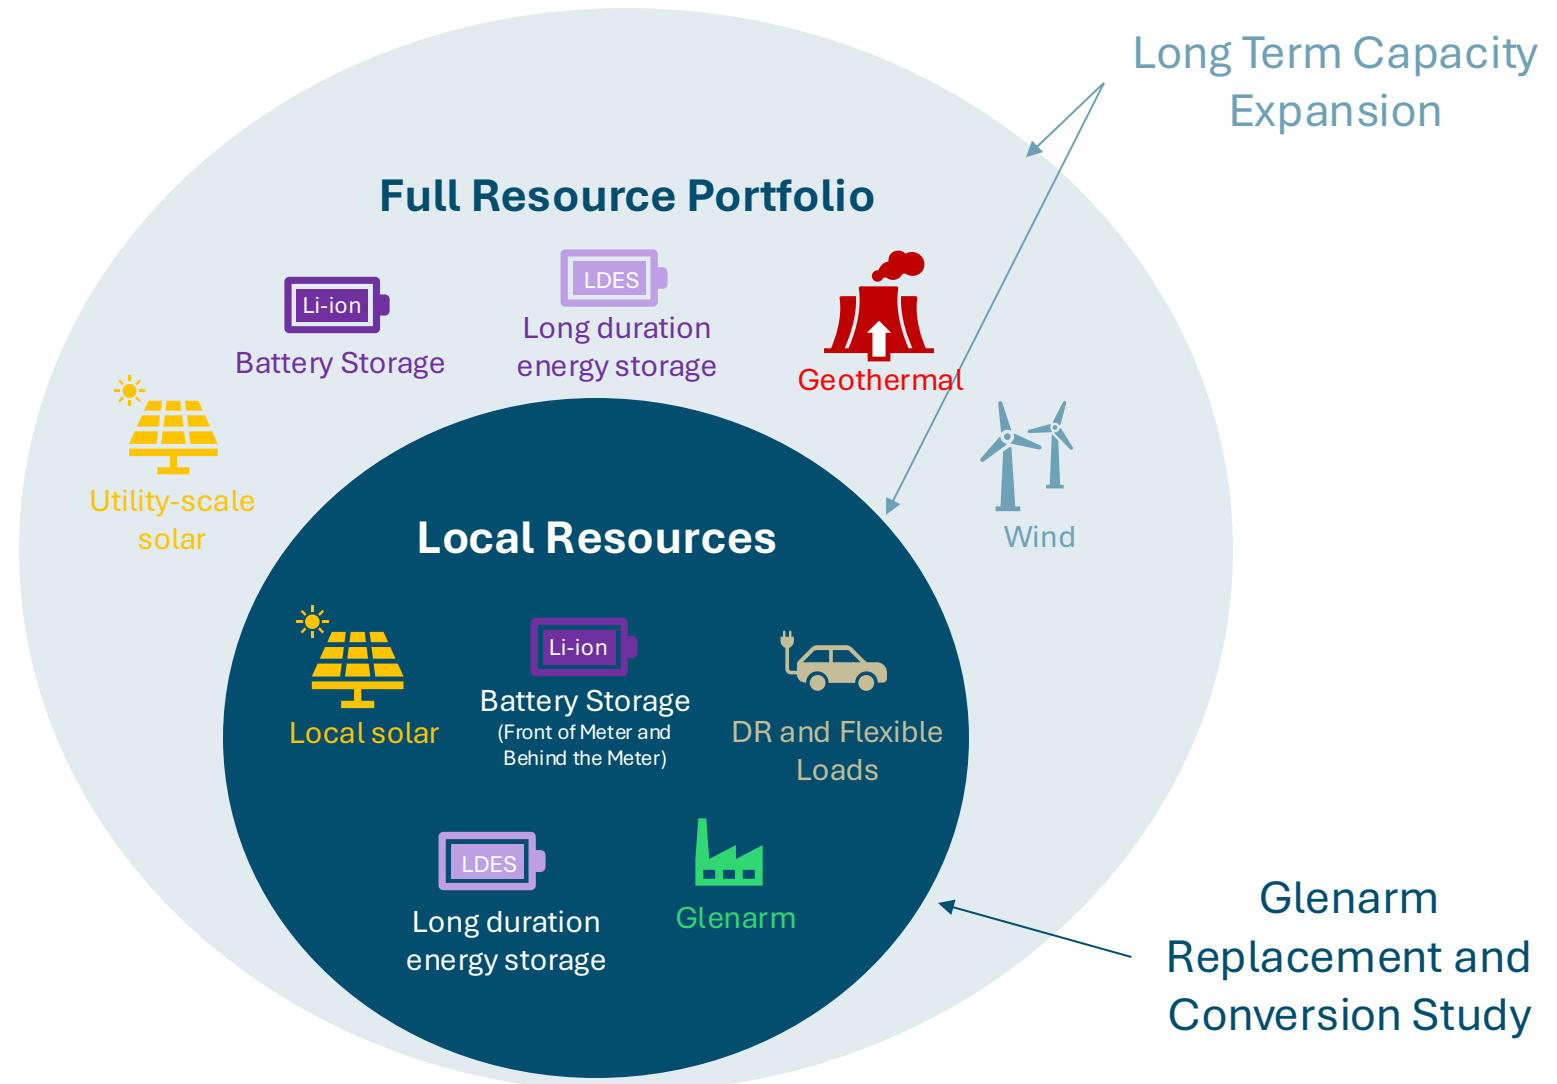 Long Term Capacity
Expansion
Full Resource Portfolio
LDES
Li-ion
Long duration
energy storage
Battery Storage
Geothermal
Utility-scale
solar
Wind
Local Resources
Li-ion
Battery Storage
(Front of Meter and
Behind the Meter)
Local solar
DR and Flexible
Loads
LDES
Long duration
energy storage
Glenarm
Glenarm
Replacement and
Conversion Study